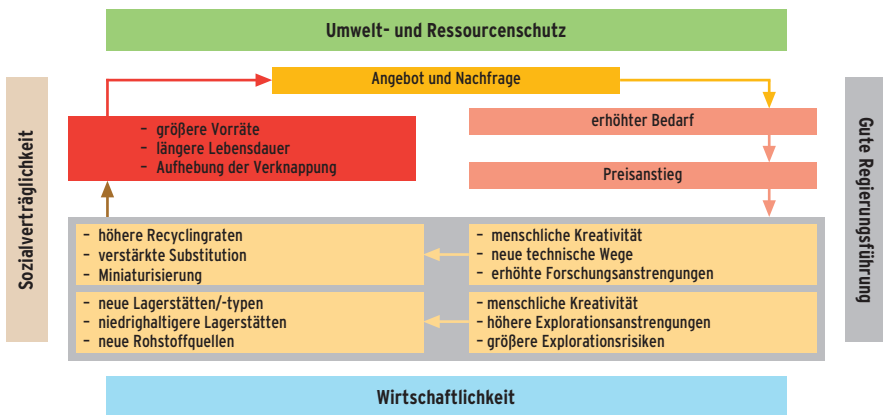 Umwelt- und Ressourcenschutz
Sozialverträglichkeit
Angebot und Nachfrage
– größere Vorräte
– längere Lebensdauer
– Aufhebung der Verknappung
erhöhter Bedarf
Preisanstieg
– höhere Recyclingraten
– verstärkte Substitution
– Miniaturisierung
– menschliche Kreativität
– neue technische Wege
– erhöhte Forschungsanstrengungen
– neue Lagerstätten/-typen
– niedrighaltigere Lagerstätten
– neue Rohstoffquellen
– menschliche Kreativität
– höhere Explorationsanstrengungen
– größere Explorationsrisiken
Gute Regierungsführung
Wirtschaftlichkeit